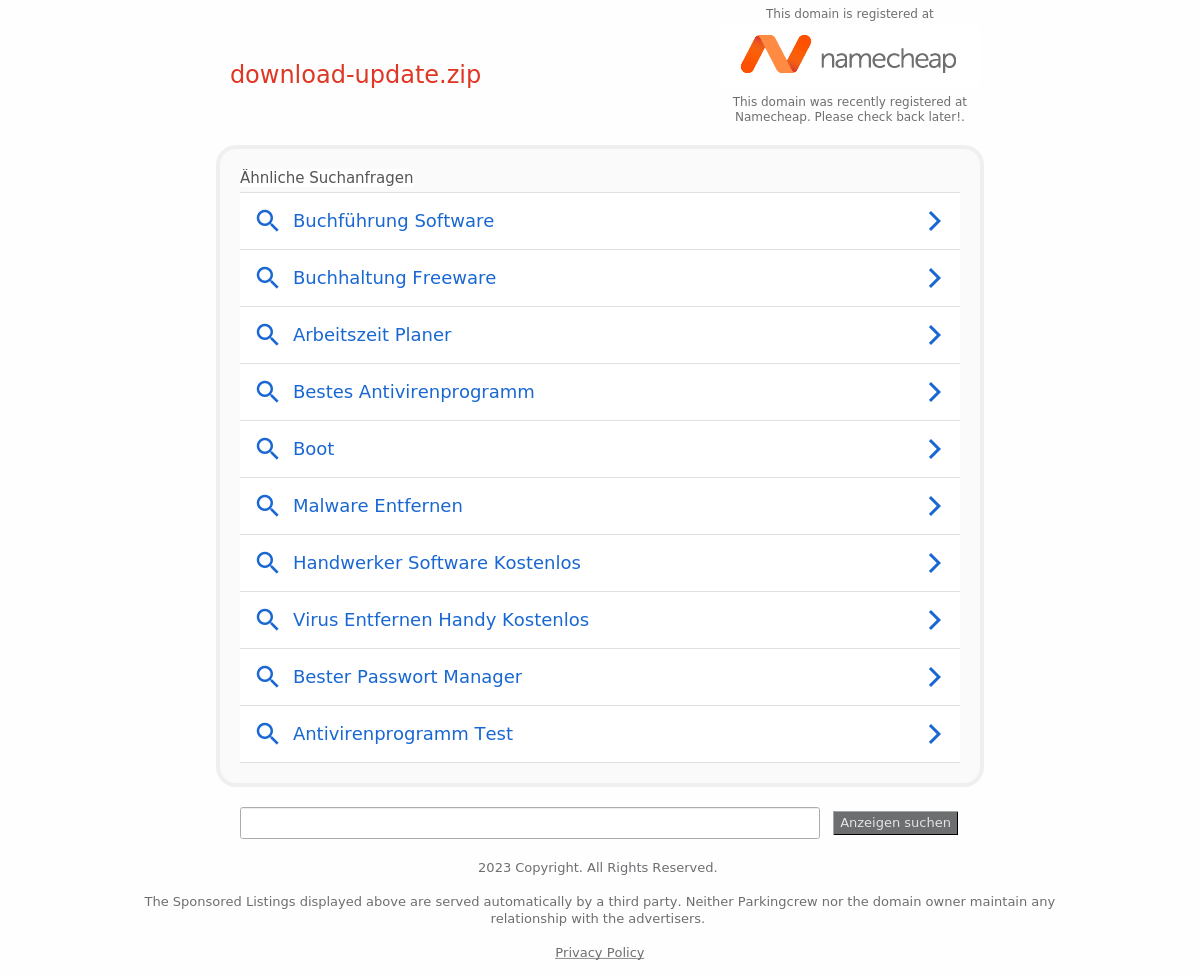 This domain is registered at
namecheap
download-update.zip
This domain was recently registered at
Namecheap. Please check back later!.
Ähnliche Suchanfragen
Buchführung Software
Buchhaltung Freeware
Arbeitszeit Planer
Bestes Antivirenprogramm
Boot
Malware Entfernen
Handwerker Software Kostenlos
Virus Entfernen Handy Kostenlos
Bester Passwort Manager
Antivirenprogramm Test
Anzeigen suchen
2023 Copyright. All Rights Reserved.
The Sponsored Listings displayed above are served automatically by a third party. Neither Parkingcrew nor the domain owner maintain any
relationship with the advertisers.
Privacy Policy